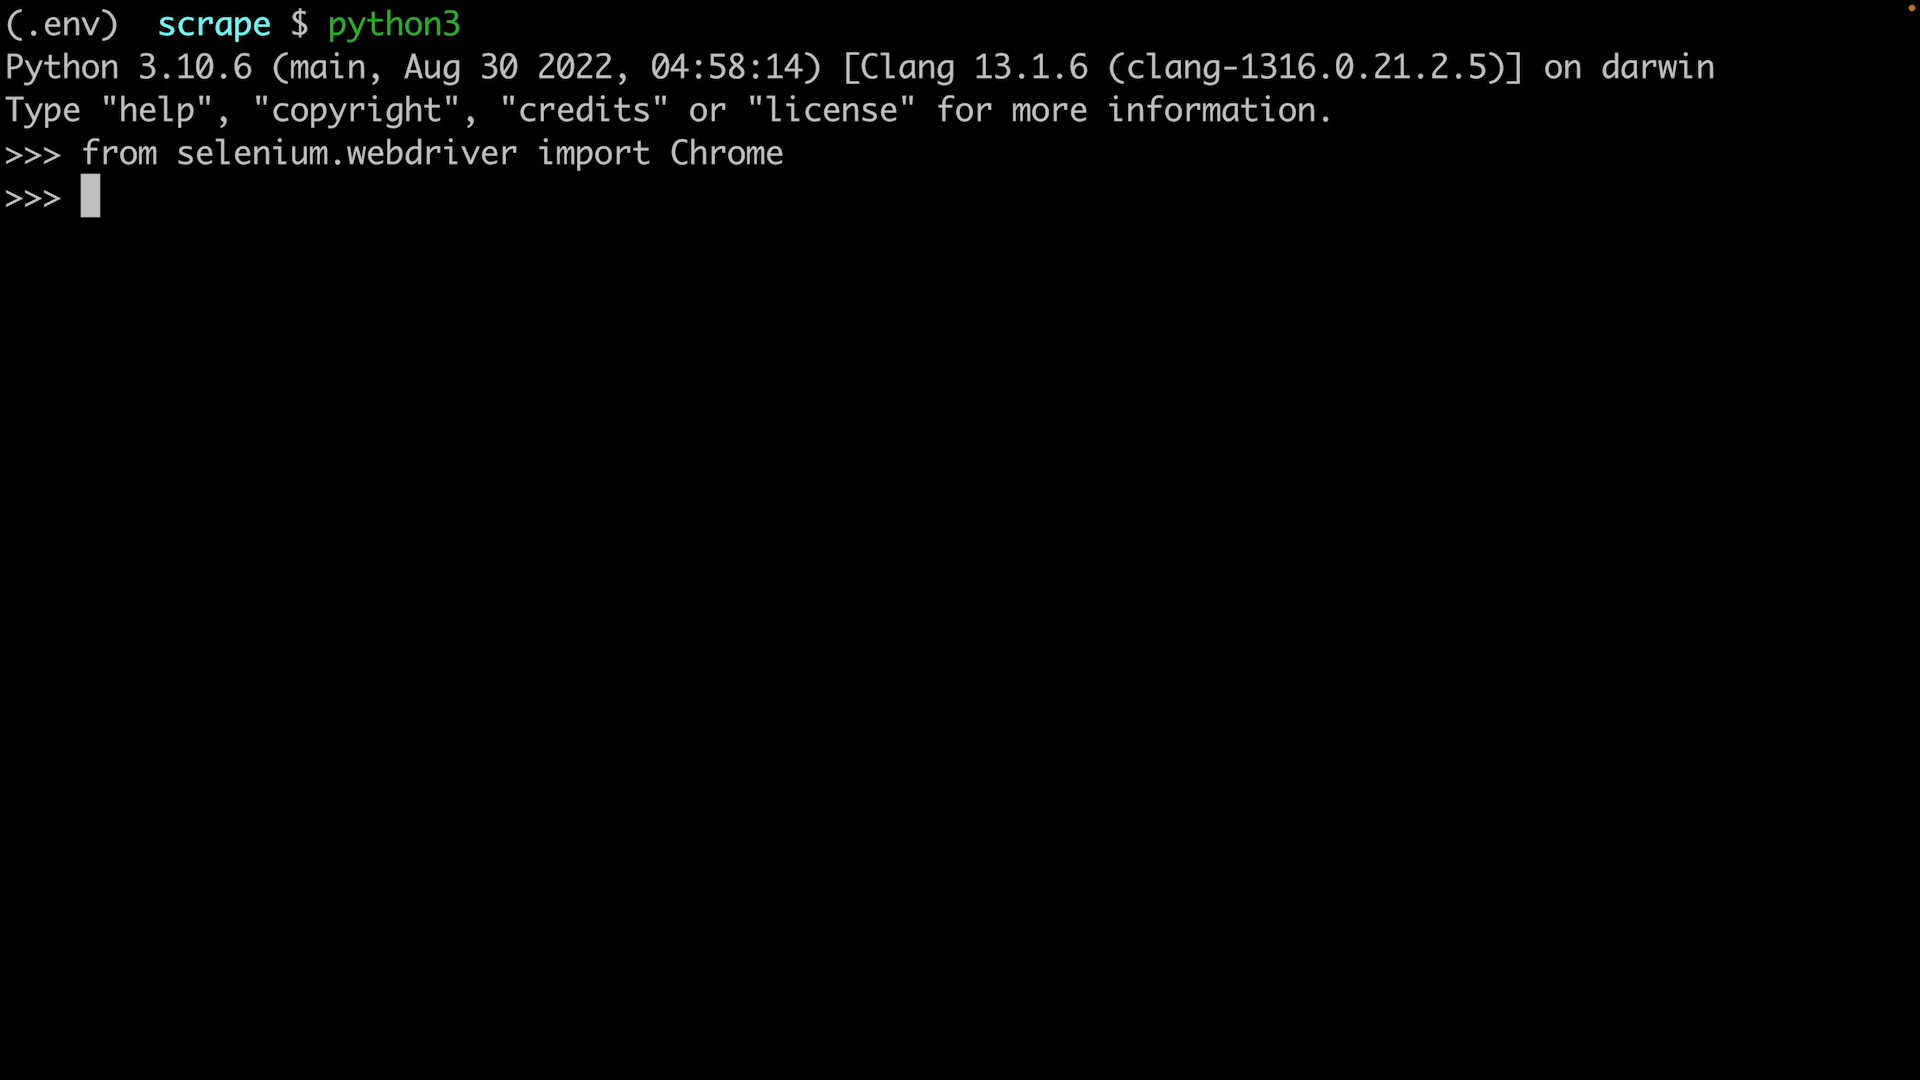 (.env)  scrape $ python3
Python 3.10.6 (main, Aug 30 2022, 04:58:14) [Clang 13.1.6 (clang-1316.0.21.2.5)] on darwin
Type "help", "copyright", "credits" or "license" for more information.
>>> from selenium.webdriver import Chrome
>>>